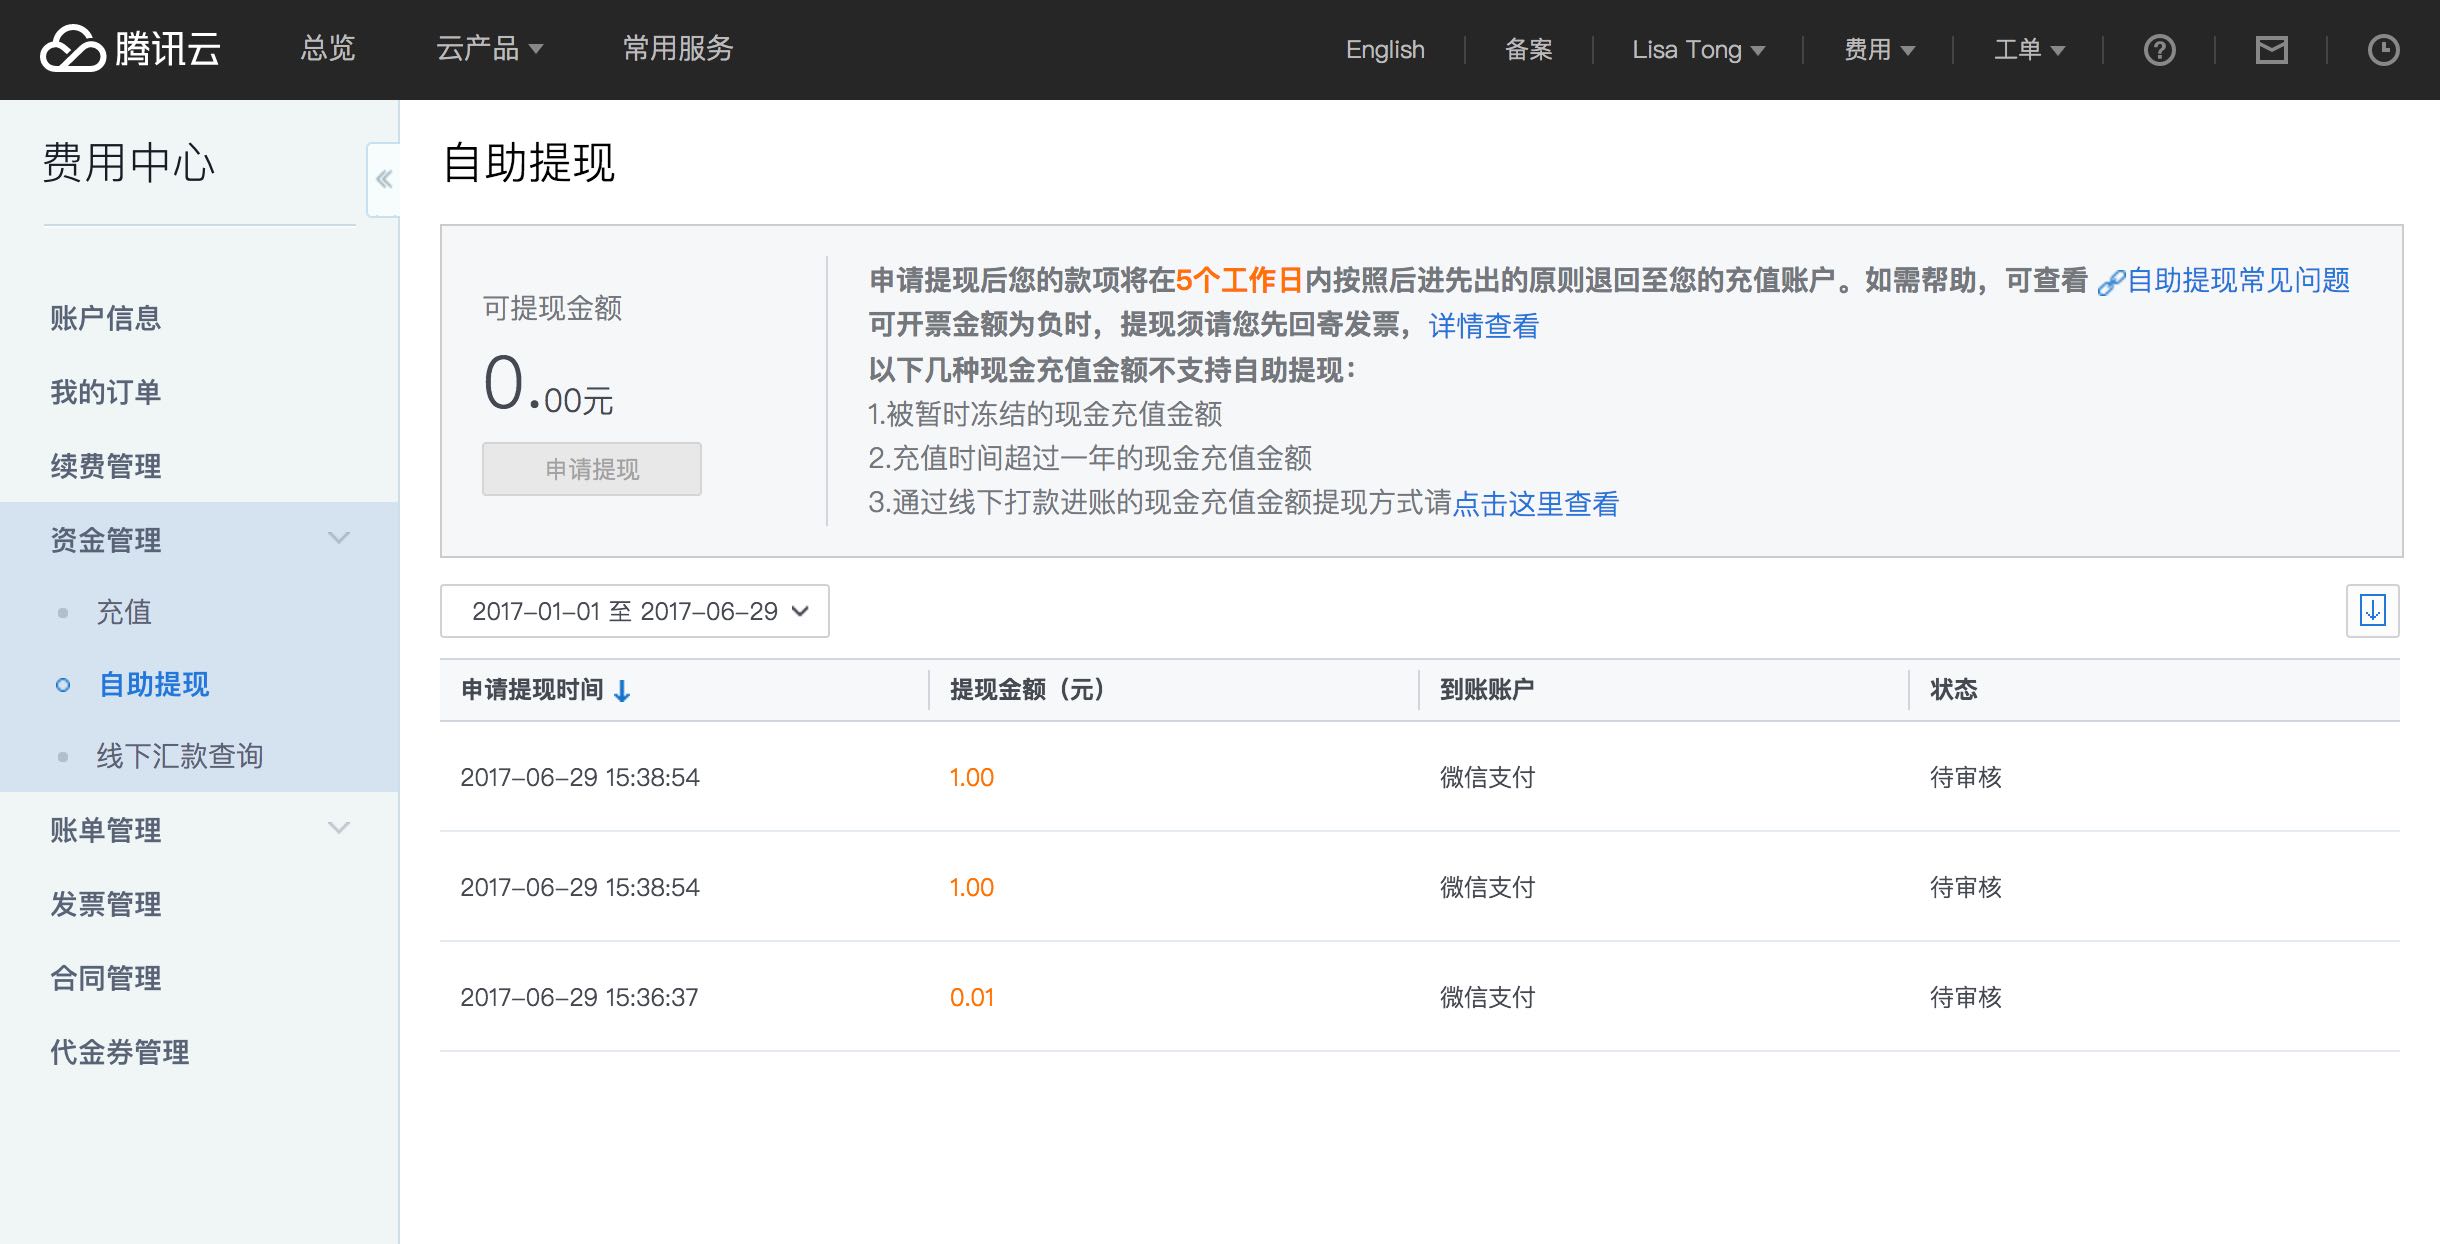 腾讯云 总览 云产品 常用服务 English 备案 Lisa Tong 费用 工单
费用中心
账户信息
我的订单
续费管理
资金管理
充值
自助提现
线下汇款查询
账单管理
发票管理
合同管理
代金券管理
自助提现
可提现金额
0.00元
申请提现
申请提现后您的款项将在5个工作日内按照后进先出的原则退回至您的充值账户。如需帮助，可查看 自助提现常见问题
可开票金额为负时，提现须请您先回寄发票，详情查看
以下几种现金充值金额不支持自助提现：
1.被暂时冻结的现金充值金额
2.充值时间超过一年的现金充值金额
3.通过线下打款进账的现金充值金额提现方式请点击这里查看
2017-01-01 至 2017-06-29
申请提现时间 提现金额（元） 到账账户 状态
2017-06-29 15:38:54 1.00 微信支付 待审核
2017-06-29 15:38:54 1.00 微信支付 待审核
2017-06-29 15:36:37 0.01 微信支付 待审核